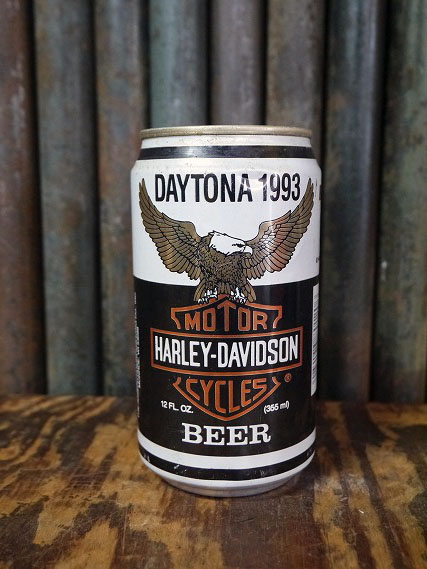 DAYTONA 1993
MOTOR
HARLEY-DAVIDSON
CYCLES ®
12 FL. OZ. (355 ml)
BEER